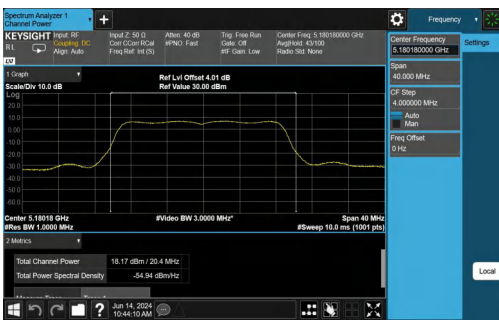 Spectrum Analyzer 1
Channel Power
Frequency
KEYSIGHT
R L
Input: RF
Coupling: DC
Align: Auto
Input Z: 50 Ω
Corr CCorr RCal
Freq Ref: Int (S)
Atten: 40 dB
#PNO: Fast
Trig: Free Run
Gate: Off
#IF Gain: Low
Center Freq: 5.180180000 GHz
Avg|Hold: 43/100
Radio Std: None
Center Frequency
5.180180000 GHz
Settings
Span
40.000 MHz
CF Step
4.000000 MHz
Auto
Man
Freq Offset
0 Hz
Local
1 Graph
Scale/Div 10.0 dB
Ref Lvl Offset 4.01 dB
Ref Value 30.00 dBm
Log
20.0
10.0
0.00
-10.0
-20.0
-30.0
-40.0
-50.0
-60.0
Center 5.18018 GHz
#Res BW 1.0000 MHz
#Video BW 3.0000 MHz*
Span 40 MHz
#Sweep 10.0 ms (1001 pts)
2 Metrics
Total Channel Power 18.17 dBm / 20.4 MHz
Total Power Spectral Density -54.94 dBm/Hz
Jun 14, 2024
10:44:10 AM